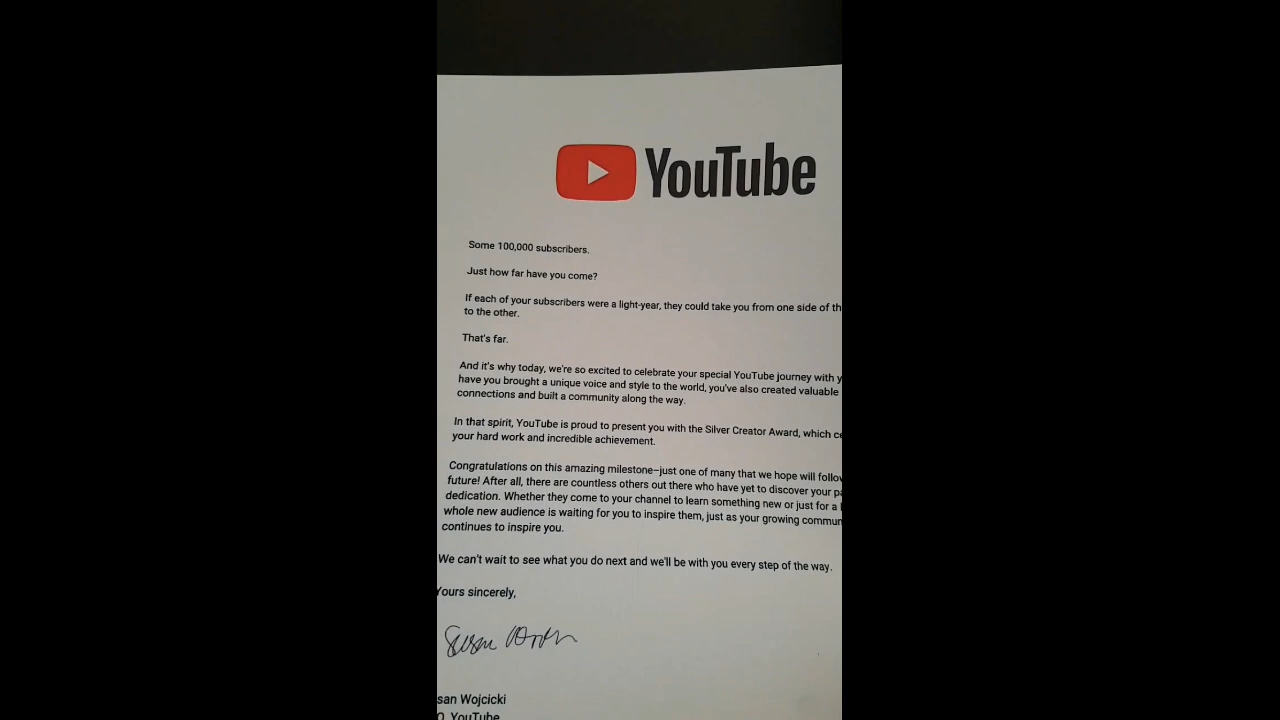 YouTube
Some 100,000 subscribers.
Just how far have you come?
If each of your subscribers were a light-year, they could take you from one side of th
to the other.
That's far.
And it's why today, we're so excited to celebrate your special YouTube journey with y
have you brought a unique voice and style to the world, you've also created valuable
connections and built a community along the way.
In that spirit, YouTube is proud to present you with the Silver Creator Award, which ce
your hard work and incredible achievement.
Congratulations on this amazing milestone—just one of many that we hope will follow
future! After all, there are countless others out there who have yet to discover your pa
dedication. Whether they come to your channel to learn something new or just for a l
whole new audience is waiting for you to inspire them, just as your growing commun
continues to inspire you.
We can't wait to see what you do next and we'll be with you every step of the way.
Yours sincerely,
san Wojcicki
O, YouTube